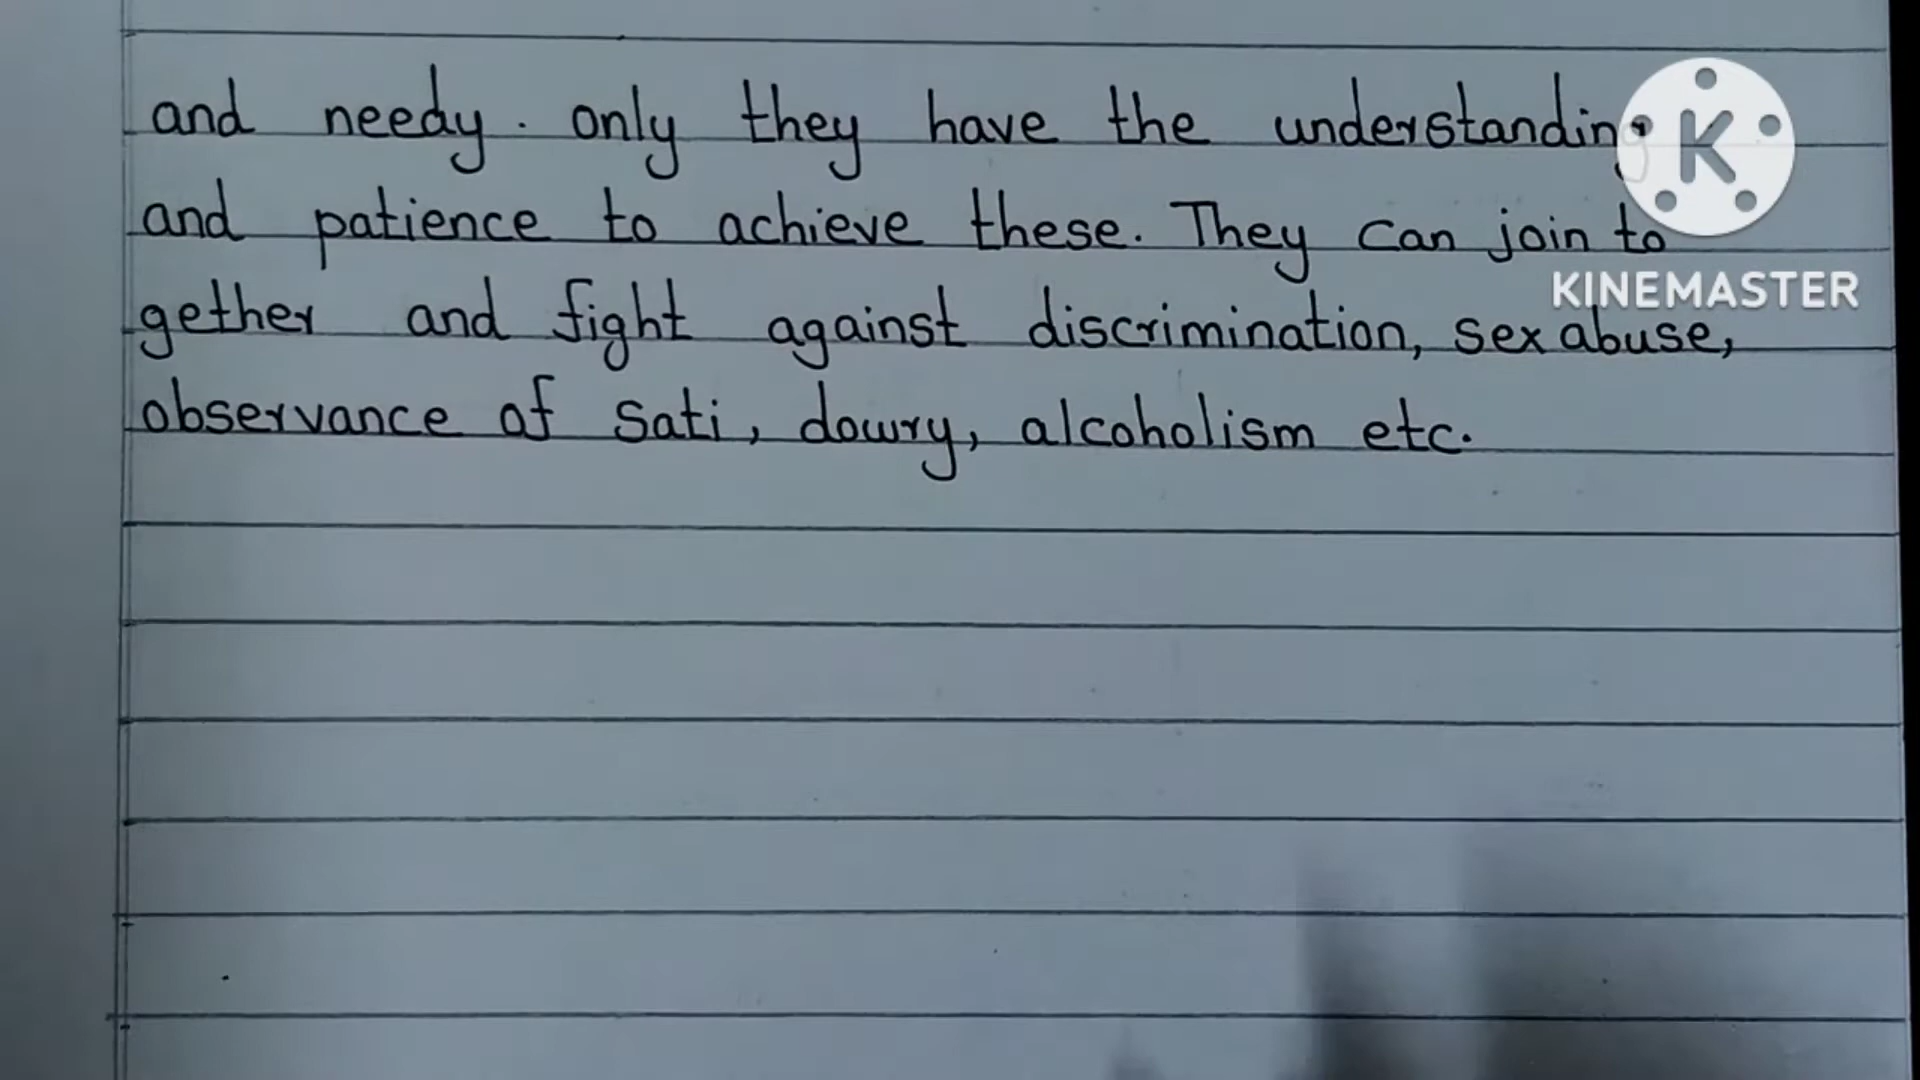 and needy. only they have the understanding
and patience to achieve these. They can join to
gether and fight against discrimination, sex abuse,
observance of sati, dowry, alcoholism etc.
K
KINEMASTER